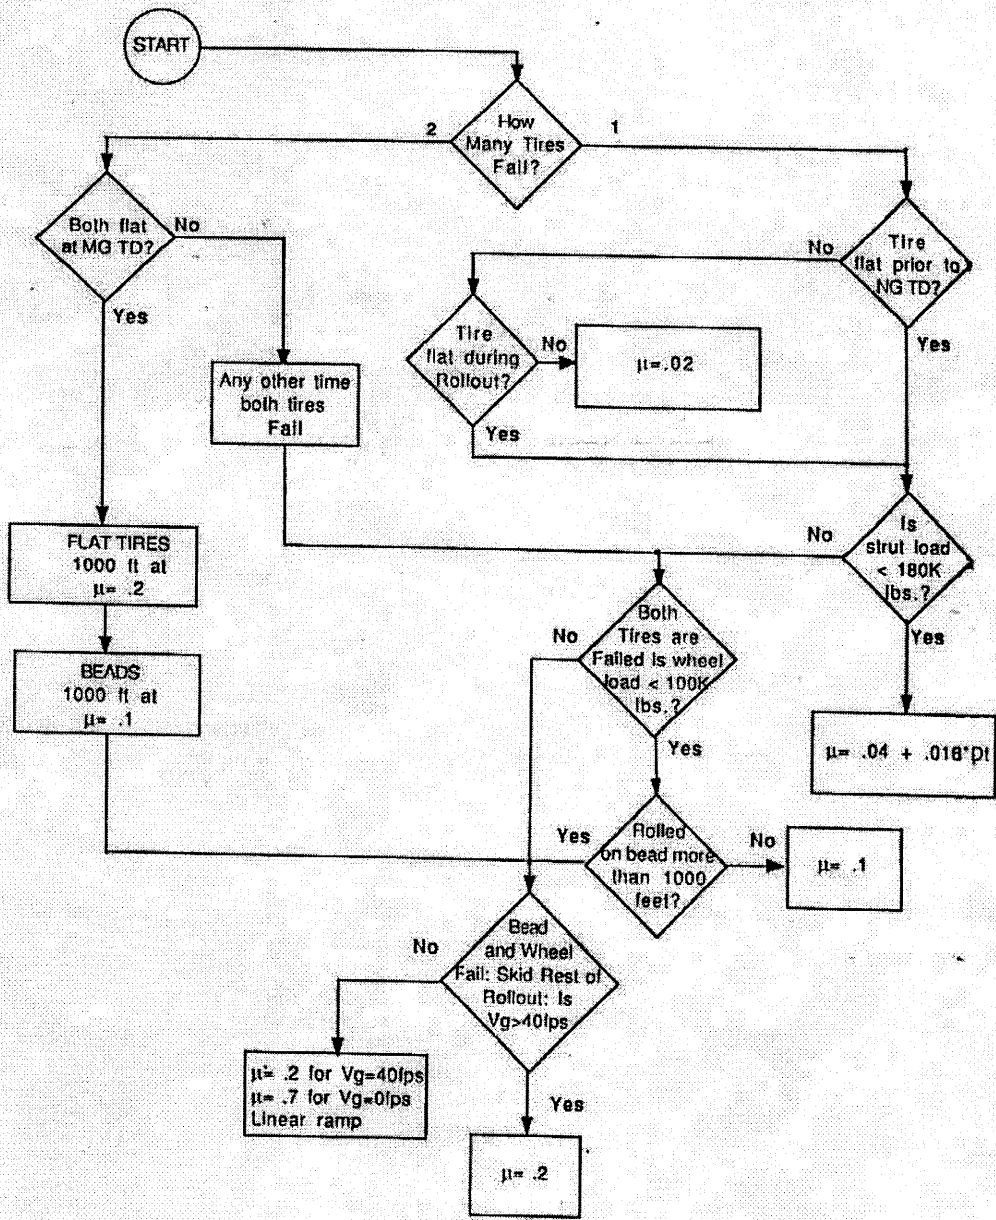 START
How
Many Tires
Fail?
2
1
Both flat
at MG TD?
No
Yes
Tire
flat prior to
NG TD?
No
Yes
Tire
flat during
Rollout?
No
Yes
μ=.02
Any other time
both tires
Fail
Is
strut load
< 180K
lbs.?
No
Yes
FLAT TIRES
1000 ft at
μ= .2
BEADS
1000 ft at
μ= .1
Both
Tires are
Failed is wheel
load < 100K
lbs.?
No
Yes
μ= .04 + .018*Dt
Rolled
on bead more
than 1000
feet?
Yes
No
μ= .1
Bead
and Wheel
Fail: Skid Rest of
Rollout: Is
Vg>40fps
No
Yes
μ= .2 for Vg=40fps
μ= .7 for Vg=0fps
Linear ramp
μ= .2